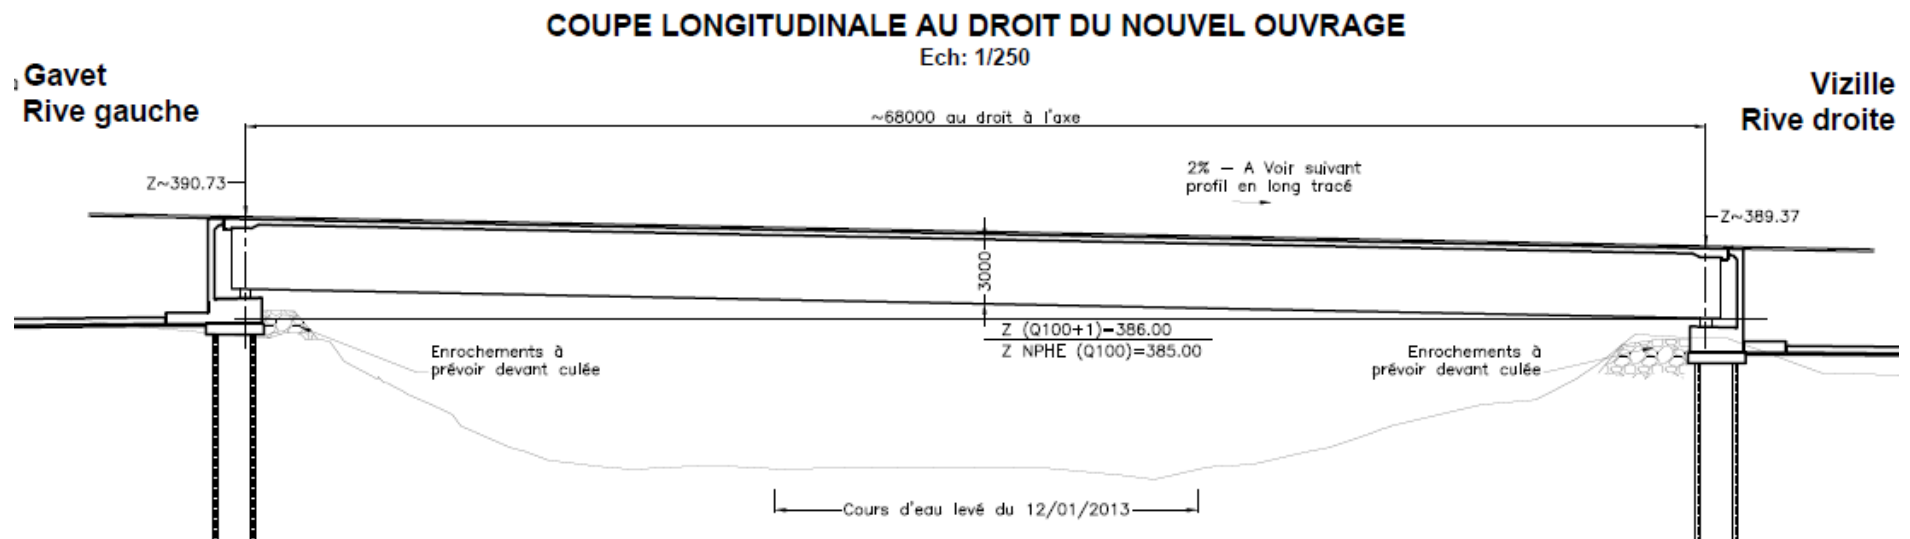 COUPE LONGITUDINALE AU DROIT DU NOUVEL OUVRAGE
Ech: 1/250
Gavet
Rive gauche
Vizille
Rive droite
~68000 au droit à l'axe
2% – A Voir suivant
profil en long tracé
Z~390.73
Z~389.37
3000
Z (Q100+1)=386.00
Z NPHE (Q100)=385.00
Enrochements à
prévoir devant culée
Enrochements à
prévoir devant culée
Cours d'eau levé du 12/01/2013